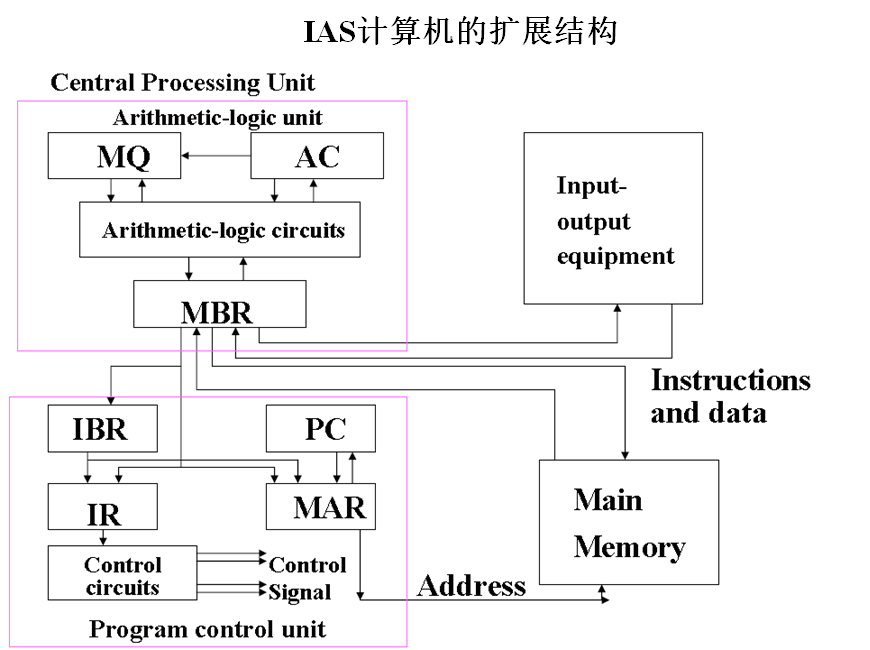 IAS计算机的扩展结构
Central Processing Unit
Arithmetic-logic unit
MQ
AC
Arithmetic-logic circuits
MBR
Input-
output
equipment
Instructions
and data
IBR
PC
IR
MAR
Main
Memory
Control
circuits
Control
Signal
Address
Program control unit